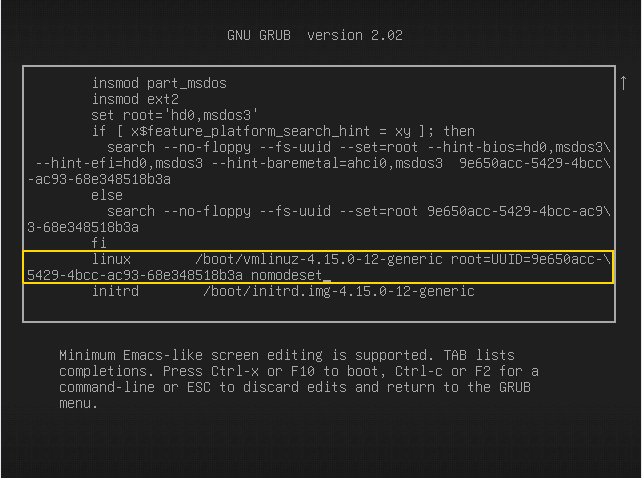 GNU GRUB  version 2.02
insmod part_msdos
insmod ext2
set root='hd0,msdos3'
if [ x$feature_platform_search_hint = xy ]; then
search --no-floppy --fs-uuid --set=root --hint-bios=hd0,msdos3\
--hint-efi=hd0,msdos3 --hint-baremetal=ahci0,msdos3  9e650acc-5429-4bcc\
-ac93-68e348518b3a
else
search --no-floppy --fs-uuid --set=root 9e650acc-5429-4bcc-ac9\
3-68e348518b3a
fi
linux        /boot/vmlinuz-4.15.0-12-generic root=UUID=9e650acc-\
5429-4bcc-ac93-68e348518b3a nomodeset_
initrd        /boot/initrd.img-4.15.0-12-generic
↑
Minimum Emacs-like screen editing is supported. TAB lists
completions. Press Ctrl-x or F10 to boot, Ctrl-c or F2 for a
command-line or ESC to discard edits and return to the GRUB
menu.